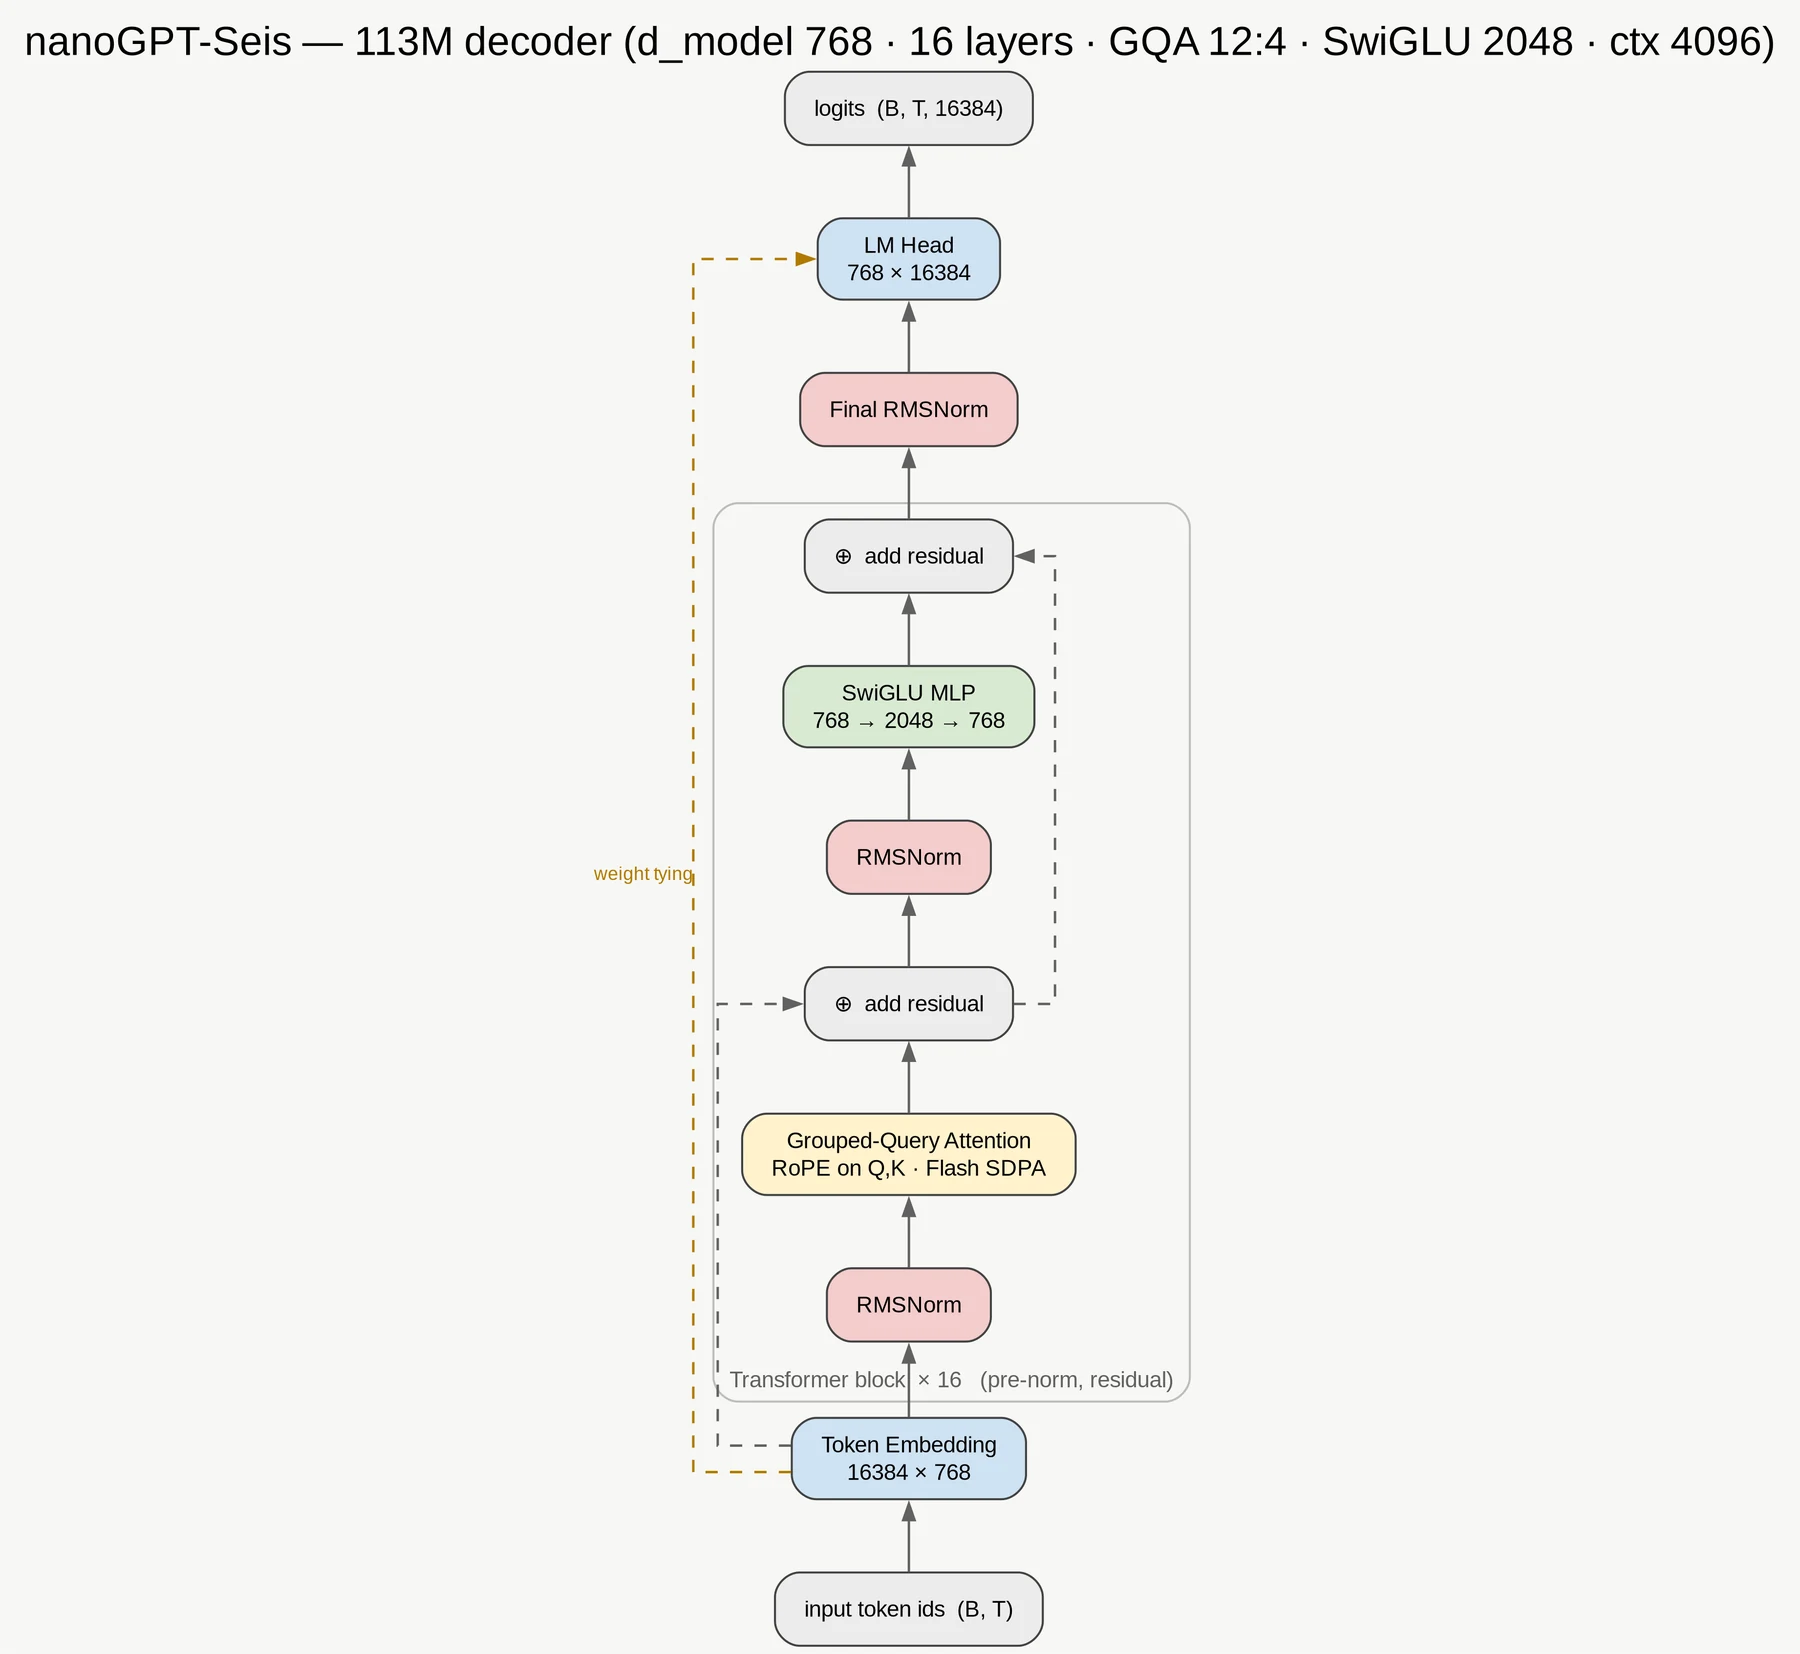 nanoGPT-Seis — 113M decoder (d_model 768 · 16 layers · GQA 12:4 · SwiGLU 2048 · ctx 4096)
logits (B, T, 16384)
LM Head
768 × 16384
Final RMSNorm
⊕ add residual
SwiGLU MLP
768 → 2048 → 768
RMSNorm
weight tying
⊕ add residual
Grouped-Query Attention
RoPE on Q,K · Flash SDPA
RMSNorm
Transformer block × 16 (pre-norm, residual)
Token Embedding
16384 × 768
input token ids (B, T)